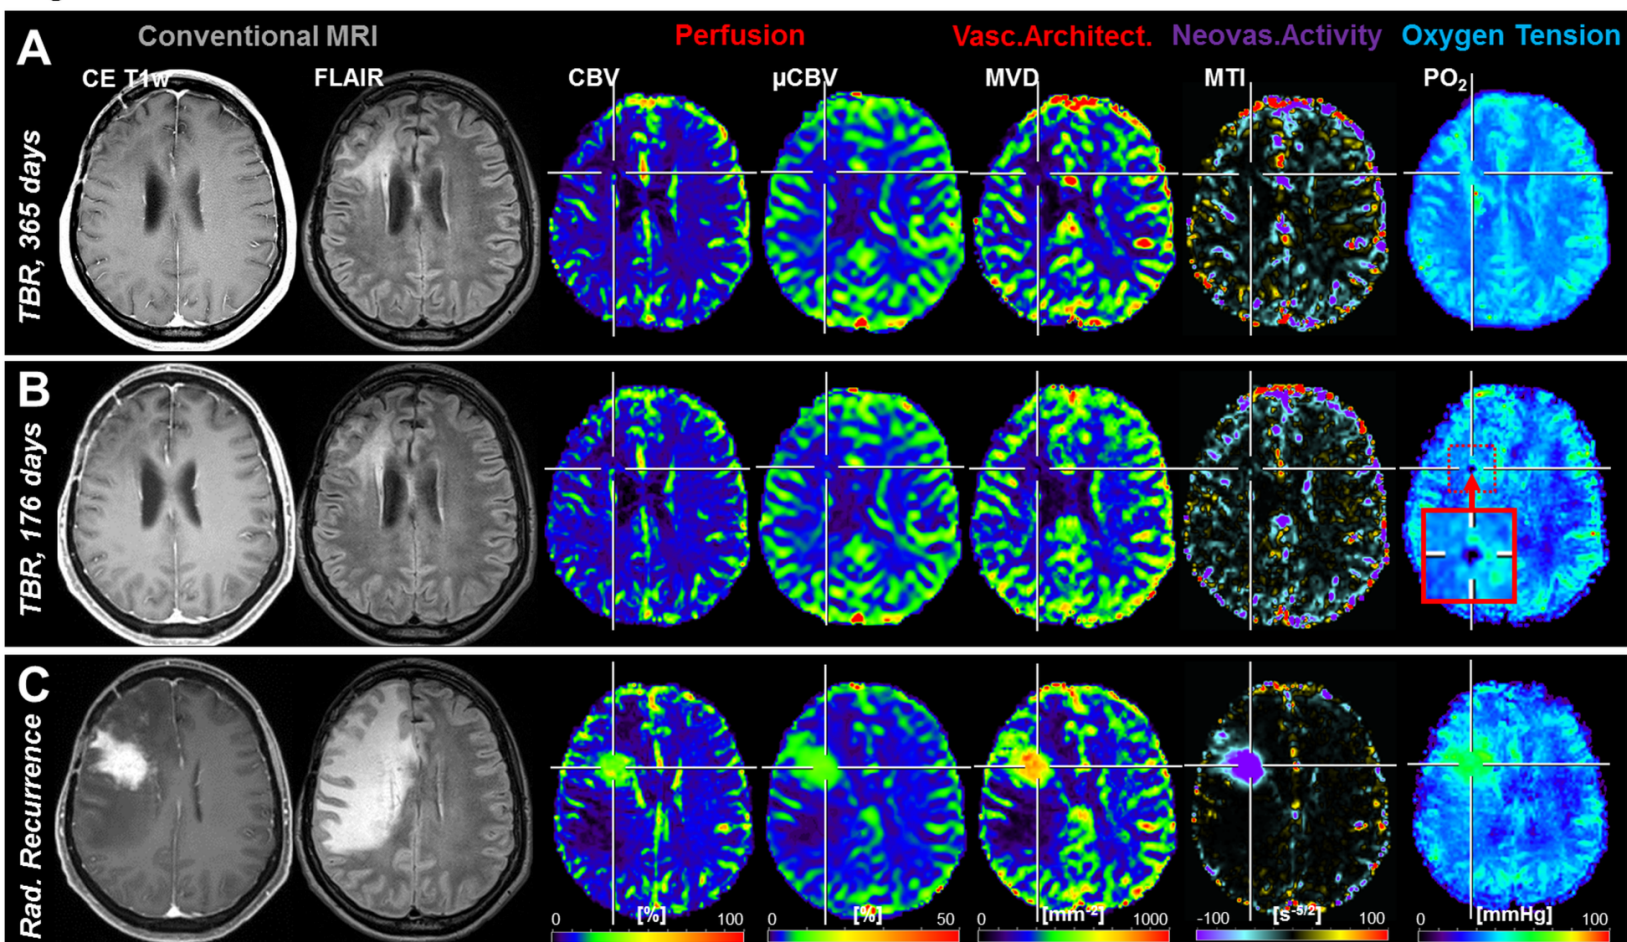 A
Conventional MRI
Perfusion
Vasc.Architect.
Neovas.Activity
Oxygen Tension
CE T1w
FLAIR
CBV
µCBV
MVD
MTI
PO₂
TBR, 365 days
B
TBR, 176 days
C
Rad. Recurrence
0 [%] 100
0 [%] 50
0 [mm⁻²] 1000
-100 [s⁻⁵ᐟ²] 100
0 [mmHg] 100